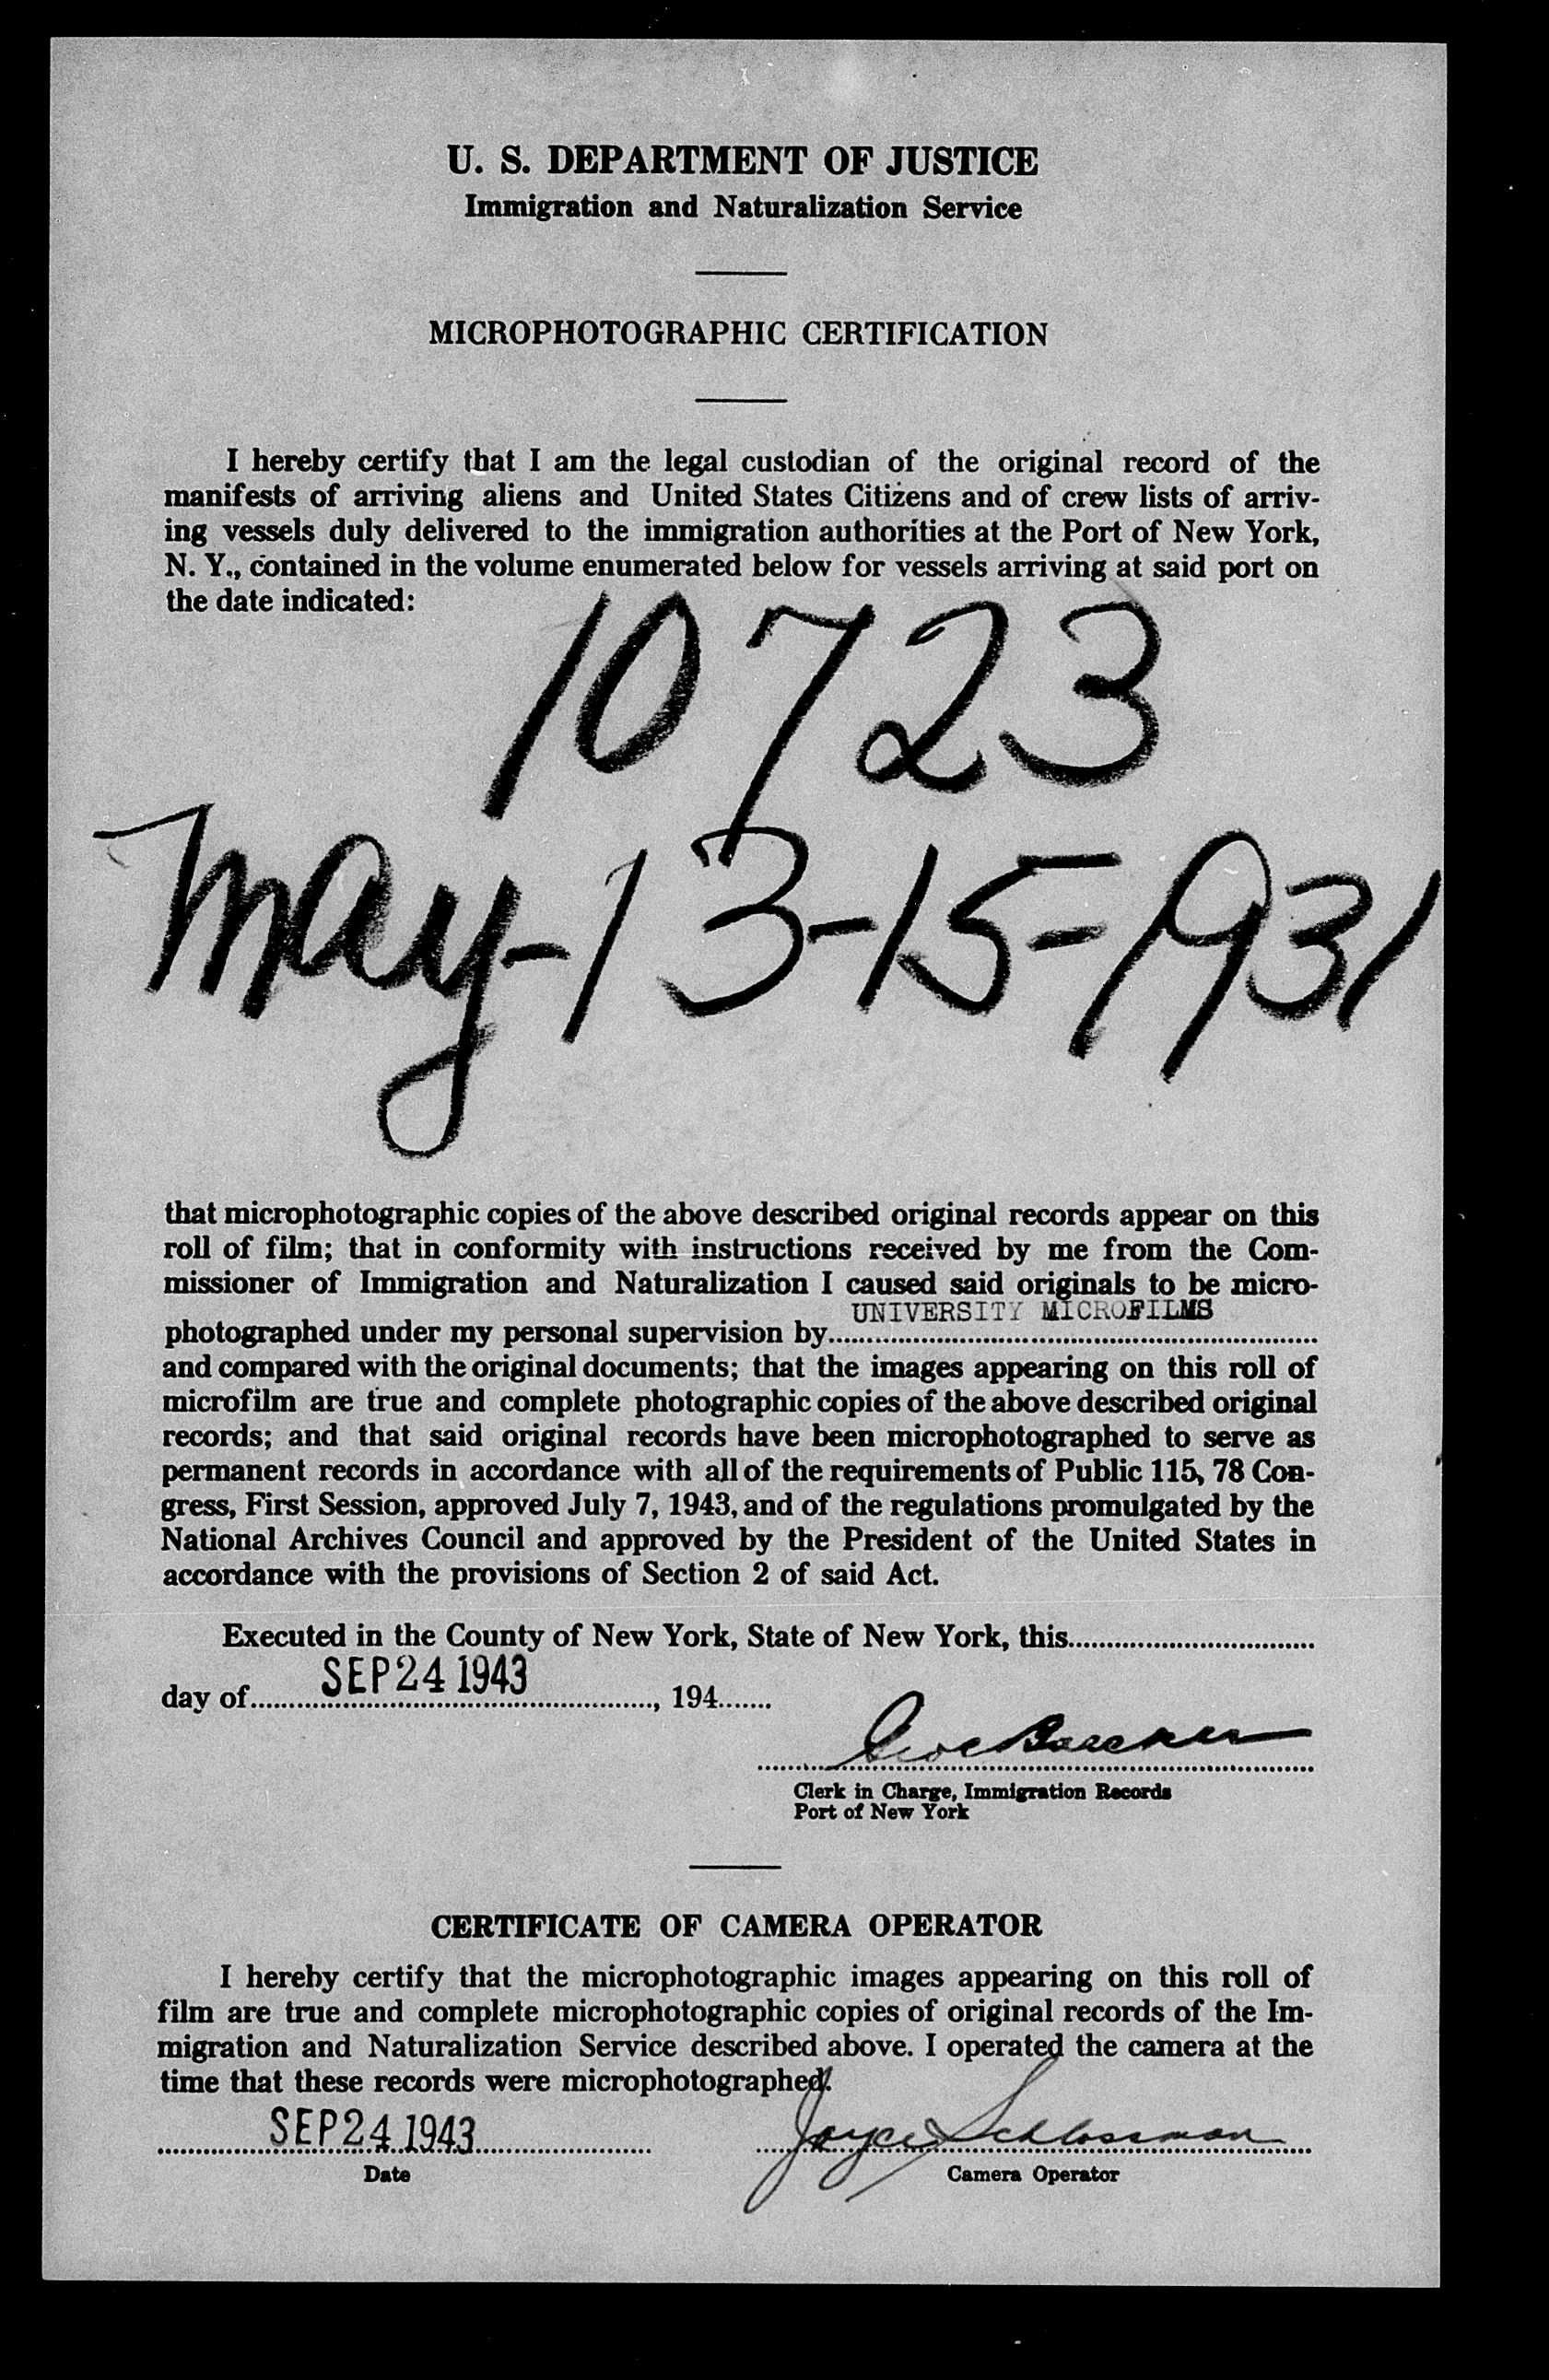 U. S. DEPARTMENT OF JUSTICE
Immigration and Naturalization Service
MICROPHOTOGRAPHIC CERTIFICATION
I hereby certify that I am the legal custodian of the original record of the
manifests of arriving aliens and United States Citizens and of crew lists of arriv-
ing vessels duly delivered to the immigration authorities at the Port of New York,
N. Y., contained in the volume enumerated below for vessels arriving at said port on
the date indicated:
10723
May-13-15-1931
that microphotographic copies of the above described original records appear on this
roll of film; that in conformity with instructions received by me from the Com-
missioner of Immigration and Naturalization I caused said originals to be micro-
UNIVERSITY MICROFILMS
photographed under my personal supervision by
and compared with the original documents; that the images appearing on this roll of
microfilm are true and complete photographic copies of the above described original
records; and that said original records have been microphotographed to serve as
permanent records in accordance with all of the requirements of Public 115, 78 Con-
gress, First Session, approved July 7, 1943, and of the regulations promulgated by the
National Archives Council and approved by the President of the United States in
accordance with the provisions of Section 2 of said Act.
Executed in the County of New York, State of New York, this
SEP 24 1943
day of , 194
Clerk in Charge, Immigration Records
Port of New York
CERTIFICATE OF CAMERA OPERATOR
I hereby certify that the microphotographic images appearing on this roll of
film are true and complete microphotographic copies of original records of the Im-
migration and Naturalization Service described above. I operated the camera at the
time that these records were microphotographed.
SEP 24 1943 Joyce Schlossman
Date Camera Operator